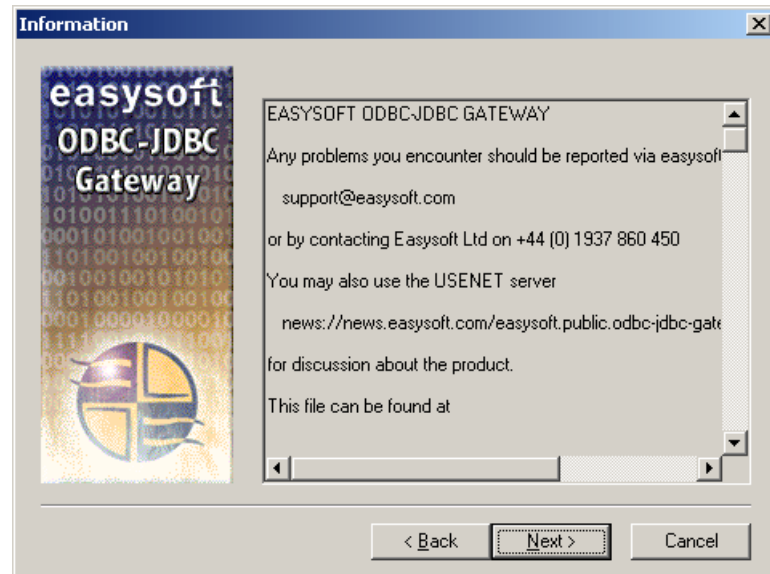 Information
easysoft
ODBC-JDBC
Gateway
EASYSOFT ODBC-JDBC GATEWAY
Any problems you encounter should be reported via easysoft
support@easysoft.com
or by contacting Easysoft Ltd on +44 (0) 1937 860 450
You may also use the USENET server
news://news.easysoft.com/easysoft.public.odbc-jdbc-gate
for discussion about the product.
This file can be found at
< Back
Next >
Cancel